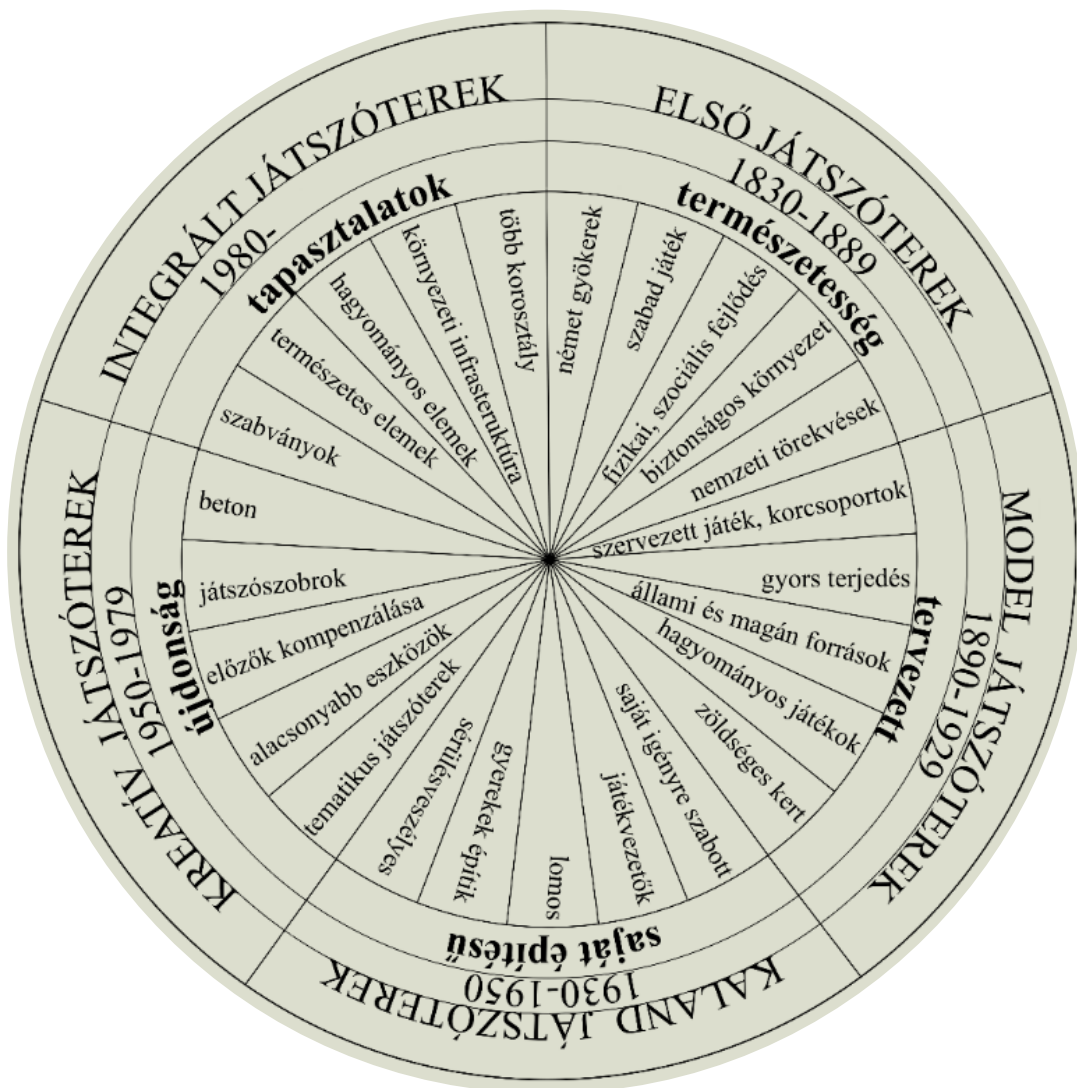 ELSŐ JÁTSZÓTEREK
1830-1889
természetesség
német gyökerek
szabad játék
fizikai, szociális fejlődés
biztonságos környezet
nemzeti törekvések
MODEL JÁTSZÓTEREK
1890-1929
tervezett
szervezett játék, korcsoportok
gyors terjedés
állami és magán források
hagyományos játékok
zöldséges kert
KALAND JÁTSZÓTEREK
1930-1950
saját építésű
saját igényre szabott
játékvezetők
lomos
gyerekek építik
sérülésveszélyes
KREATÍV JÁTSZÓTEREK
1950-1979
újdonság
tematikus játszóterek
alacsonyabb eszközök
előzők kompenzálása
játszószobrok
beton
INTEGRÁLT JÁTSZÓTEREK
1980-
tapasztalatok
szabványok
természetes elemek
hagyományos elemek
környezeti infrasteruktúra
több korosztály